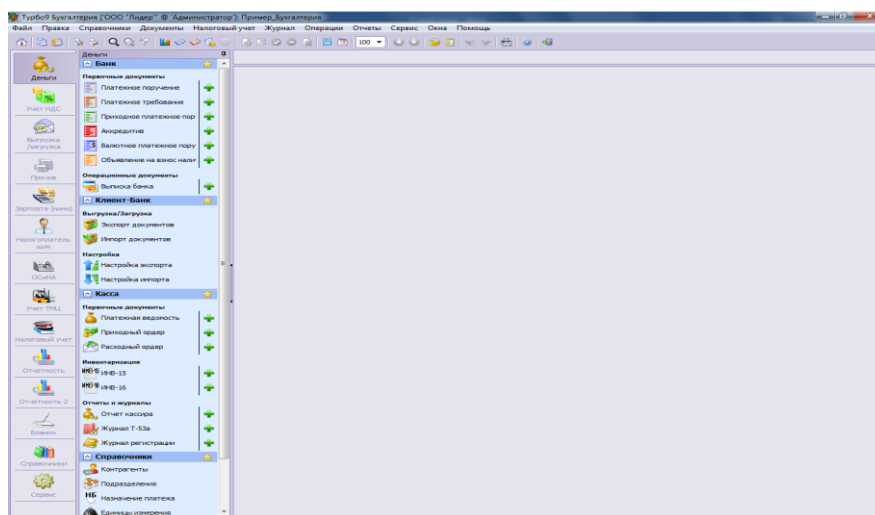 Турбо9 Бухгалтерия ['ООО "Лидер"' @ 'Администратор']: Пример_Бухгалтерия
Файл Правка Справочники Документы Налоговый учет Журнал Операции Отчеты Сервис Окна Помощь
100
Деньги
Учет НДС
Выгрузка
/загрузка
Прочие
Зарплата (мини)
Налогоплатель
щик
ОСиНА
Учет ТМЦ
Налоговый учет
Отчетность
Отчетность 2
Бланки
Справочники
Сервис
Деньги
Банк
Первичные документы
Платежное поручение
Платежное требование
Приходное платежное пор
Аккредитив
Валютное платежное пору
Объявление на взнос нали
Операционные документы
Выписка банка
Клиент-Банк
Выгрузка/Загрузка
Экспорт документов
Импорт документов
Настройка
Настройка экспорта
Настройка импорта
Касса
Первичные документы
Платежная ведомость
Приходный ордер
Расходный ордер
Инвентаризация
ИНВ-15
ИНВ-16
Отчеты и журналы
Отчет кассира
Журнал Т-53а
Журнал регистрации
Справочники
Контрагенты
Подразделения
НБ Назначение платежа
Единицы измерения